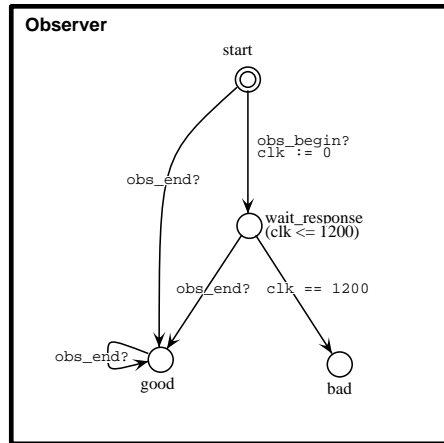 Observer
start
obs_begin?
clk := 0
obs_end?
wait_response
(clk <= 1200)
obs_end?
clk == 1200
obs_end?
good
bad